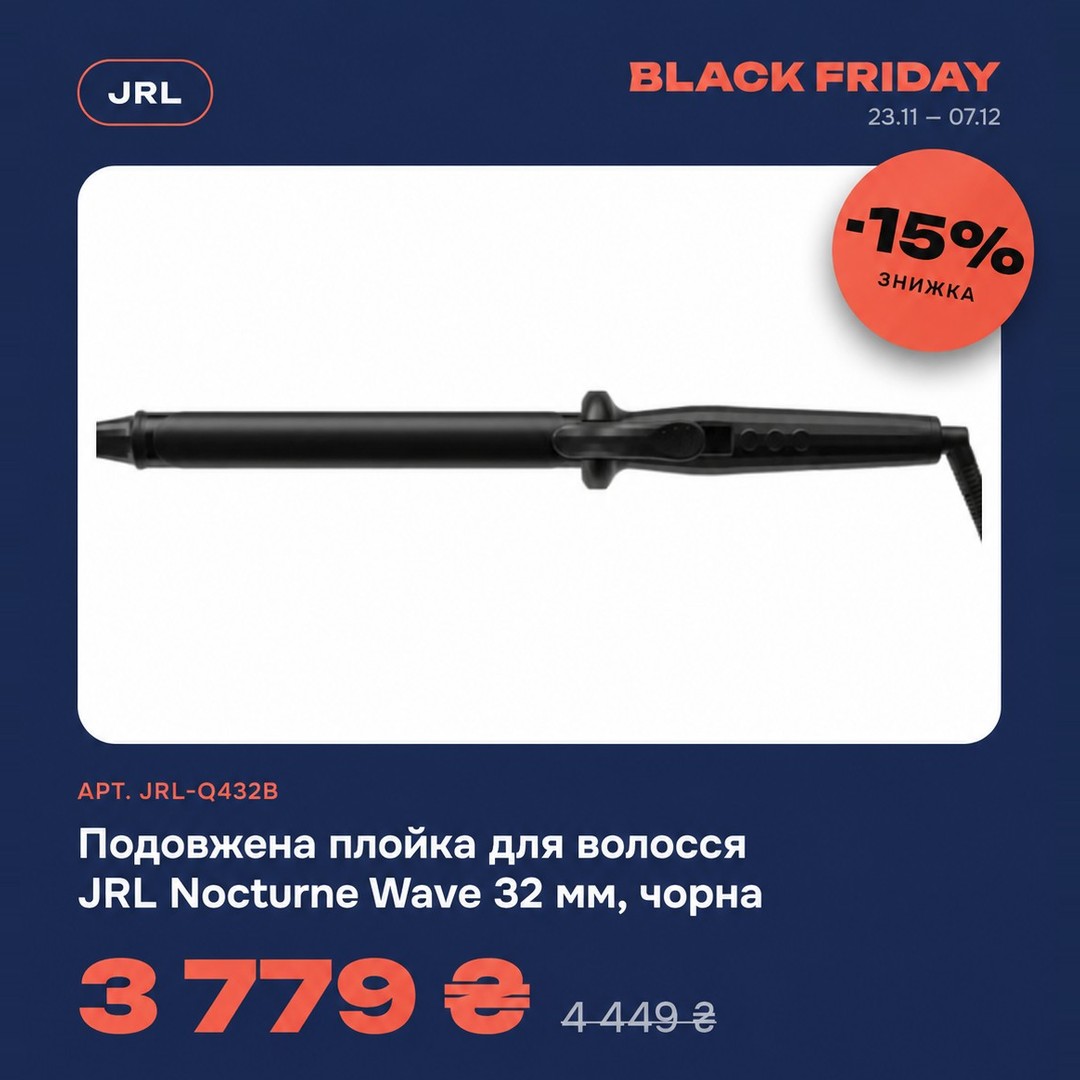 JRL
BLACK FRIDAY
23.11 – 07.12
-15%
ЗНИЖКА
АРТ. JRL-Q432B
Подовжена плойка для волосся
JRL Nocturne Wave 32 мм, чорна
3 779 ₴ 4 449 ₴